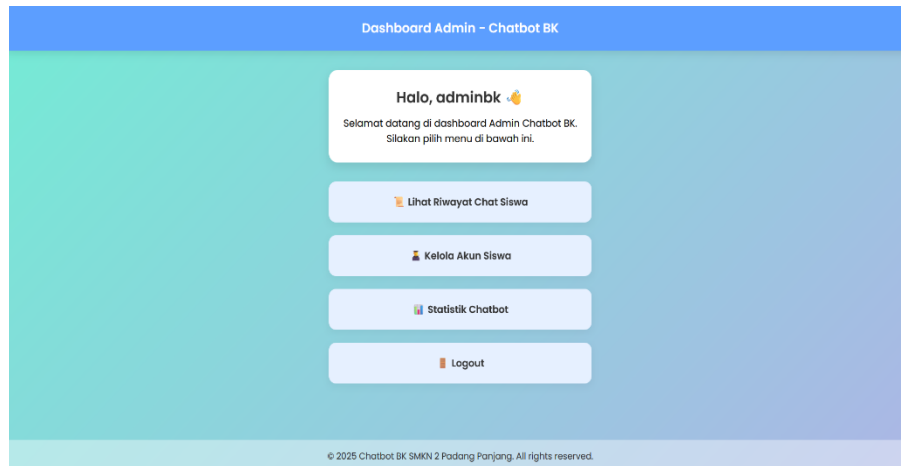 Dashboard Admin - Chatbot BK
Halo, adminbk 👋
Selamat datang di dashboard Admin Chatbot BK.
Silakan pilih menu di bawah ini.
📜 Lihat Riwayat Chat Siswa
👨‍🎓 Kelola Akun Siswa
📊 Statistik Chatbot
🚪 Logout
© 2025 Chatbot BK SMKN 2 Padang Panjang. All rights reserved.